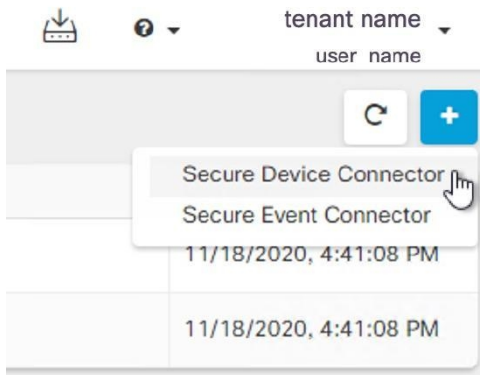 tenant name
user name
Secure Device Connector
Secure Event Connector
11/18/2020, 4:41:08 PM
11/18/2020, 4:41:08 PM